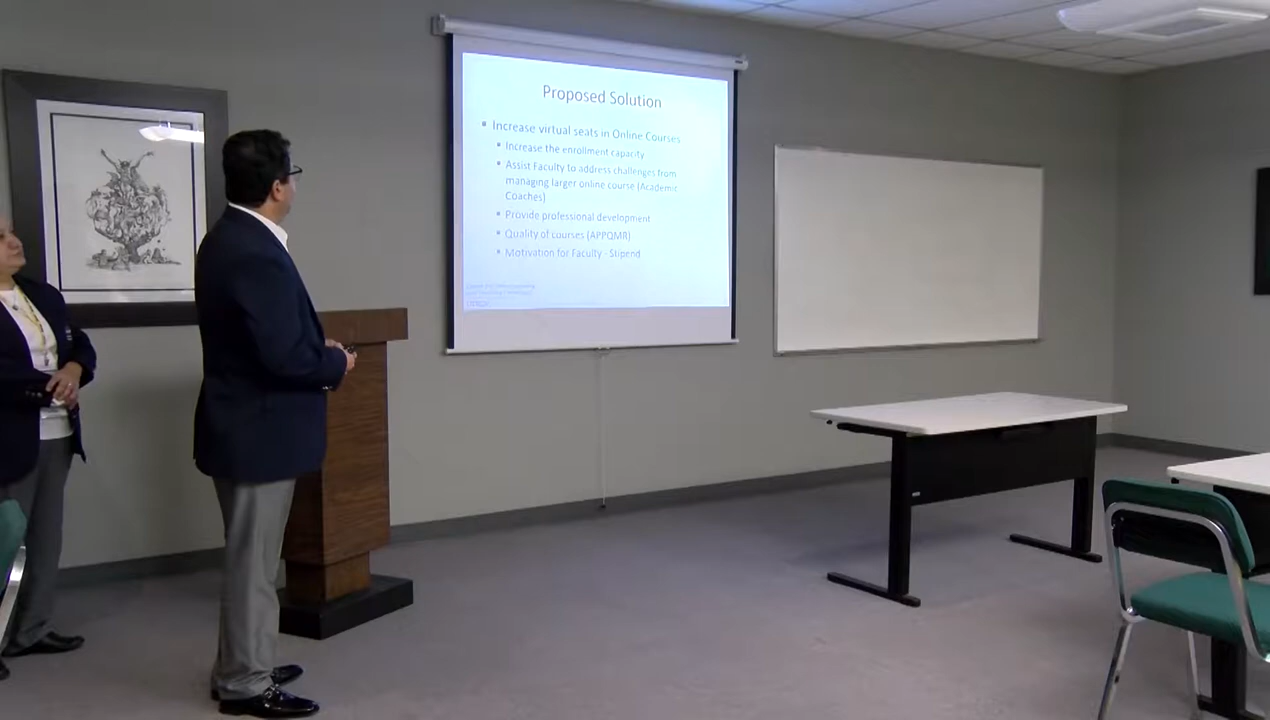 Proposed Solution
▪ Increase virtual seats in Online Courses
▪ Increase the enrollment capacity
▪ Assist Faculty to address challenges from
managing larger online course (Academic
Coaches)
▪ Provide professional development
▪ Quality of courses (APPQMR)
▪ Motivation for Faculty - Stipend